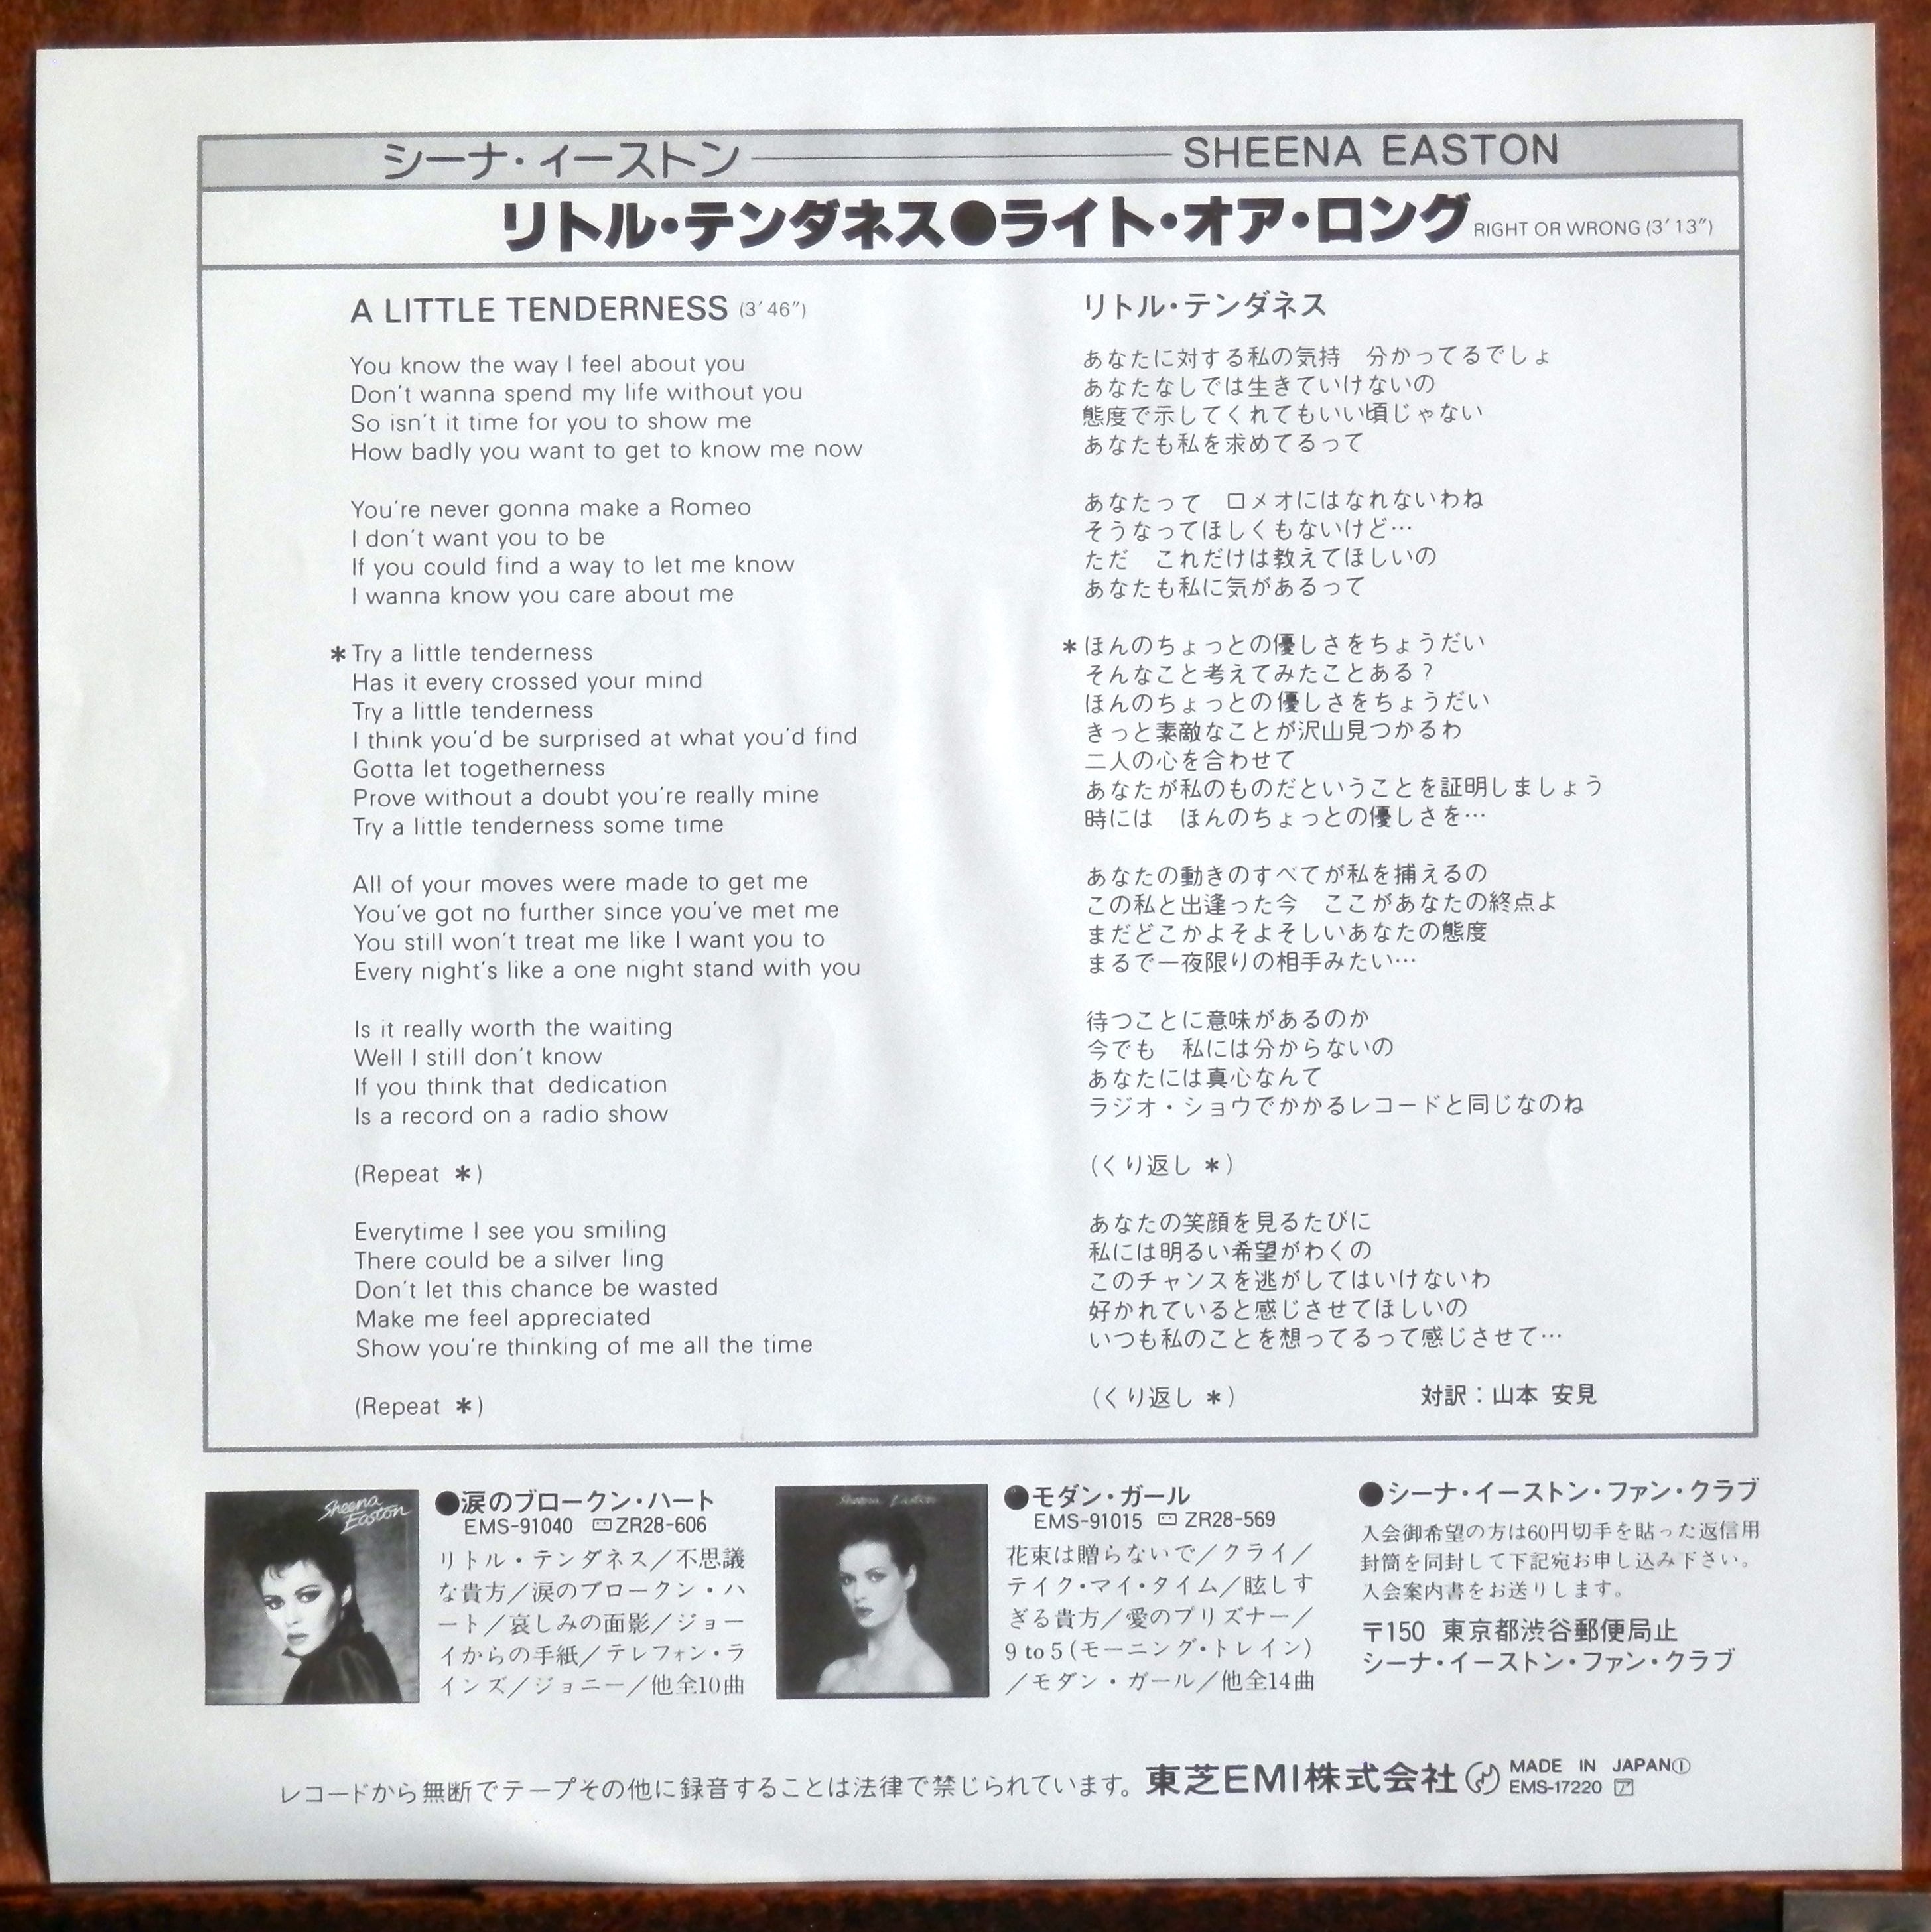 シーナ・イーストン SHEENA EASTON
リトル・テンダネス●ライト・オア・ロング RIGHT OR WRONG (3′13″)
A LITTLE TENDERNESS (3′46″)
You know the way I feel about you
Don't wanna spend my life without you
So isn't it time for you to show me
How badly you want to get to know me now
You're never gonna make a Romeo
I don't want you to be
If you could find a way to let me know
I wanna know you care about me
*Try a little tenderness
Has it every crossed your mind
Try a little tenderness
I think you'd be surprised at what you'd find
Gotta let togetherness
Prove without a doubt you're really mine
Try a little tenderness some time
All of your moves were made to get me
You've got no further since you've met me
You still won't treat me like I want you to
Every night's like a one night stand with you
Is it really worth the waiting
Well I still don't know
If you think that dedication
Is a record on a radio show
(Repeat *)
Everytime I see you smiling
There could be a silver ling
Don't let this chance be wasted
Make me feel appreciated
Show you're thinking of me all the time
(Repeat *)
リトル・テンダネス
あなたに対する私の気持　分かってるでしょ
あなたなしでは生きていけないの
態度で示してくれてもいい頃じゃない
あなたも私を求めてるって
あなたって　ロメオにはなれないわね
そうなってほしくもないけど…
ただ　これだけは教えてほしいの
あなたも私に気があるって
*ほんのちょっとの優しさをちょうだい
そんなこと考えてみたことある？
ほんのちょっとの優しさをちょうだい
きっと素敵なことが沢山見つかるわ
二人の心を合わせて
あなたが私のものだということを証明しましょう
時には　ほんのちょっとの優しさを…
あなたの動きのすべてが私を捕えるの
この私と出逢った今　ここがあなたの終点よ
まだどこかよそよそしいあなたの態度
まるで一夜限りの相手みたい…
待つことに意味があるのか
今でも　私には分からないの
あなたには真心なんて
ラジオ・ショウでかかるレコードと同じなのね
(くり返し *)
あなたの笑顔を見るたびに
私には明るい希望がわくの
このチャンスを逃がしてはいけないわ
好かれていると感じさせてほしいの
いつも私のことを想ってるって感じさせて…
(くり返し *)　対訳：山本 安見
Sheena
Easton
●涙のブロークン・ハート
EMS-91040 ZR28-606
リトル・テンダネス／不思議
な貴方／涙のブロークン・ハ
ート／哀しみの面影／ジョー
イからの手紙／テレフォン・ラ
インズ／ジョニー／他全10曲
Sheena Easton
●モダン・ガール
EMS-91015 ZR28-569
花束は贈らないで／クライ／
テイク・マイ・タイム／眩しす
ぎる貴方／愛のプリズナー／
9 to 5 (モーニング・トレイン)
／モダン・ガール／他全14曲
●シーナ・イーストン・ファン・クラブ
入会御希望の方は60円切手を貼った返信用
封筒を同封して下記宛お申し込み下さい。
入会案内書をお送りします。
〒150 東京都渋谷郵便局止
シーナ・イーストン・ファン・クラブ
レコードから無断でテープその他に録音することは法律で禁じられています。 東芝EMI株式会社 MADE IN JAPAN①
EMS-17220 ア